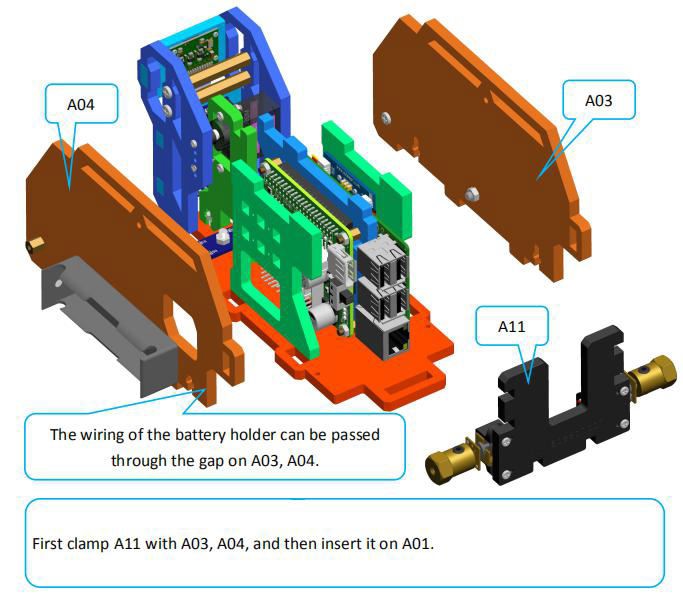 A04
A03
A11
The wiring of the battery holder can be passed
through the gap on A03, A04.
First clamp A11 with A03, A04, and then insert it on A01.